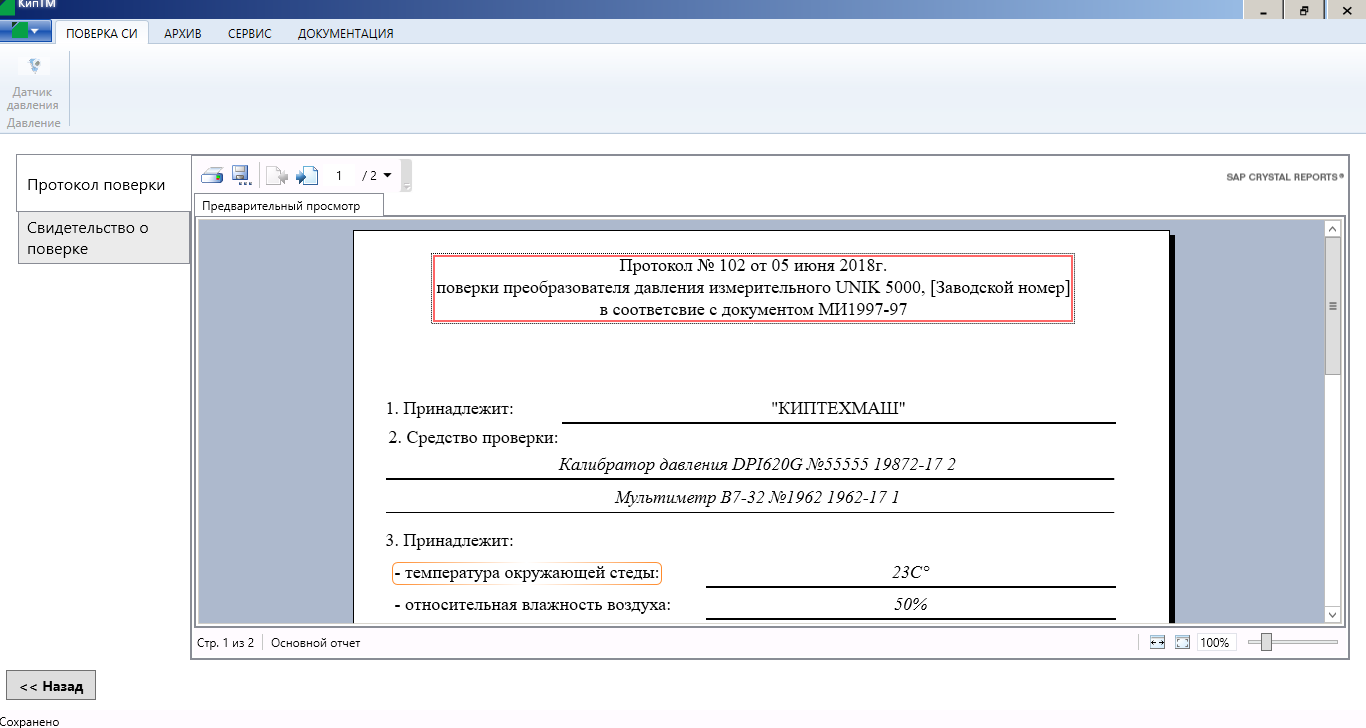 КипТМ
ПОВЕРКА СИ АРХИВ СЕРВИС ДОКУМЕНТАЦИЯ
Датчик
давления
Давление
Протокол поверки
Свидетельство о
поверке
1 / 2
SAP CRYSTAL REPORTS®
Предварительный просмотр
Протокол № 102 от 05 июня 2018г.
поверки преобразователя давления измерительного UNIK 5000, [Заводской номер]
в соответсвие с документом МИ1997-97
1. Принадлежит: "КИПТЕХМАШ"
2. Средство проверки:
Калибратор давления DPI620G №55555 19872-17 2
Мультиметр В7-32 №1962 1962-17 1
3. Принадлежит:
- температура окружающей стеды: 23С°
- относительная влажность воздуха: 50%
Стр. 1 из 2 Основной отчет 100%
<< Назад
Сохранено